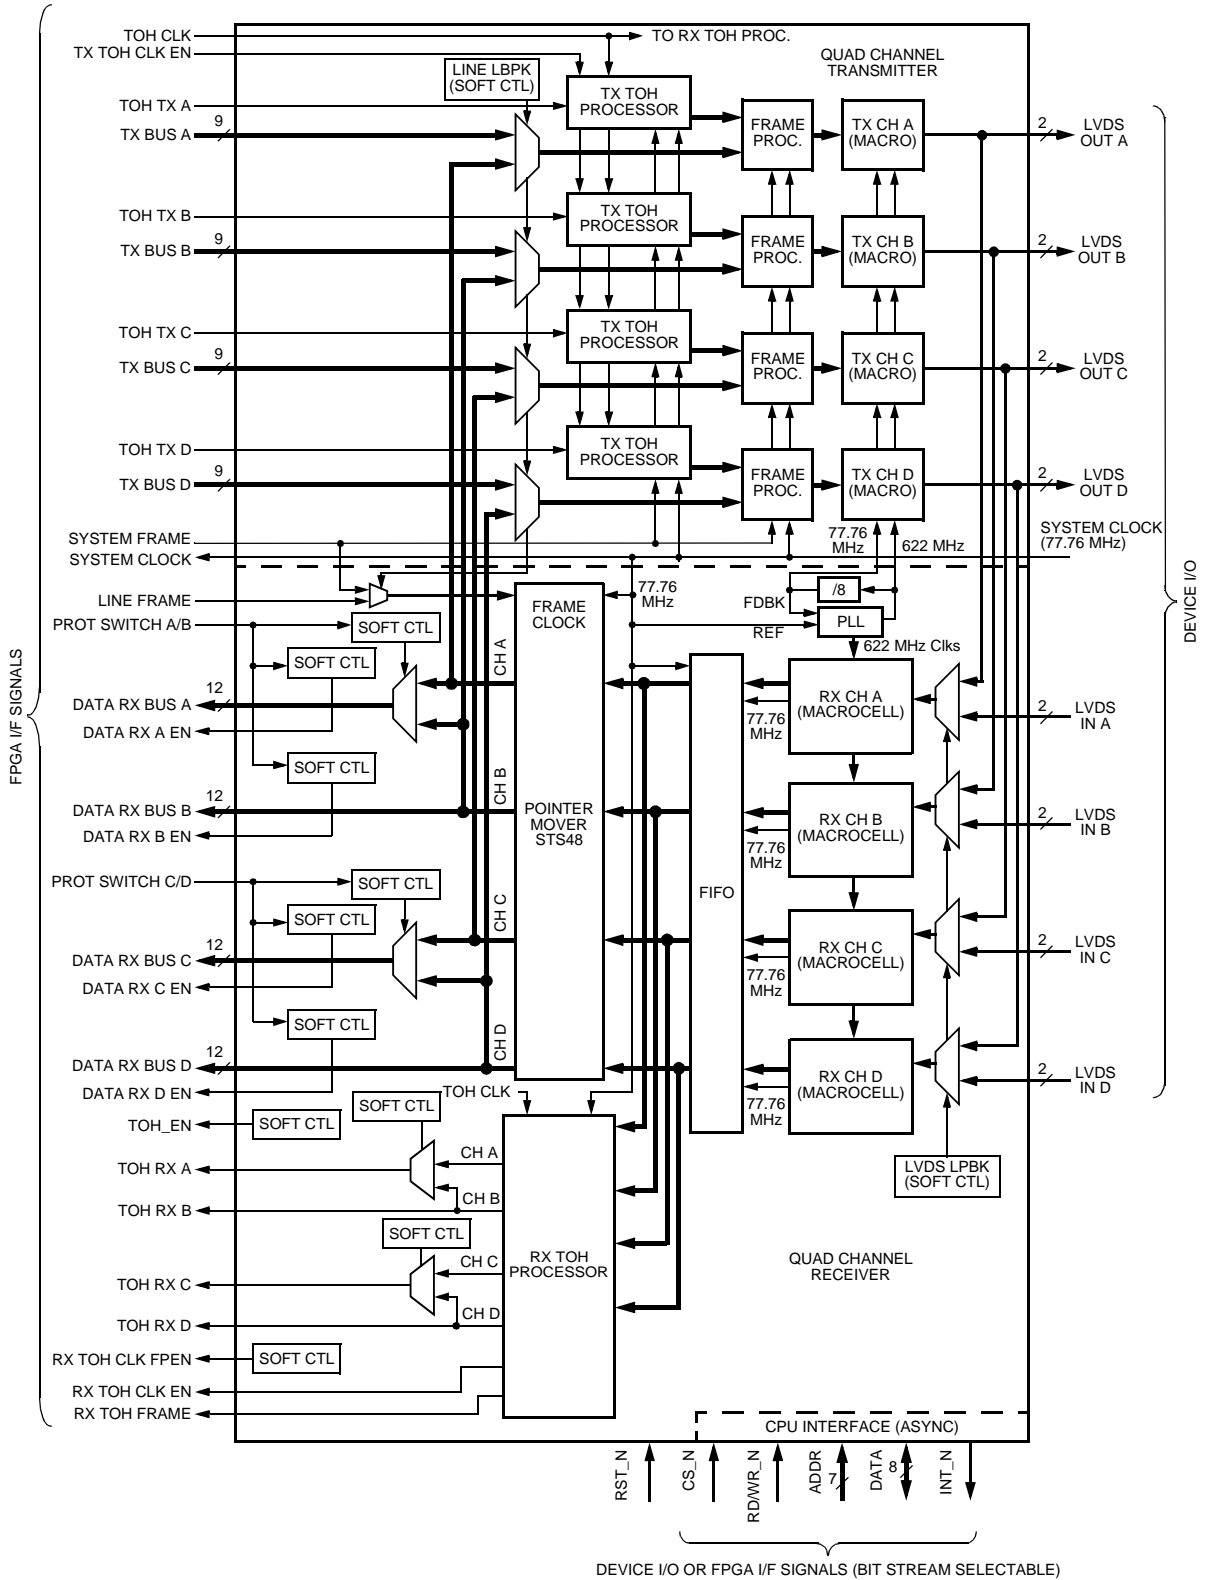 TOH CLK
TO RX TOH PROC.
TX TOH CLK EN
QUAD CHANNEL
TRANSMITTER
LINE LBPK
(SOFT CTL)
TX TOH
PROCESSOR
TOH TX A
TX BUS A
9
FRAME
PROC.
TX CH A
(MACRO)
2
LVDS
OUT A
TOH TX B
TX TOH
PROCESSOR
TX BUS B
9
FRAME
PROC.
TX CH B
(MACRO)
2
LVDS
OUT B
TOH TX C
TX TOH
PROCESSOR
TX BUS C
9
FRAME
PROC.
TX CH C
(MACRO)
2
LVDS
OUT C
TOH TX D
TX TOH
PROCESSOR
TX BUS D
9
FRAME
PROC.
TX CH D
(MACRO)
2
LVDS
OUT D
SYSTEM FRAME
SYSTEM CLOCK
77.76
MHz
622 MHz
SYSTEM CLOCK
(77.76 MHz)
DEVICE I/O
FPGA I/F SIGNALS
LINE FRAME
FRAME
CLOCK
77.76
MHz
/8
FDBK
PLL
REF
622 MHz Clks
PROT SWITCH A/B
SOFT CTL
SOFT CTL
CH A
DATA RX BUS A
12
DATA RX A EN
RX CH A
(MACROCELL)
77.76
MHz
2
LVDS
IN A
SOFT CTL
CH B
DATA RX BUS B
12
DATA RX B EN
POINTER
MOVER
STS48
RX CH B
(MACROCELL)
77.76
MHz
2
LVDS
IN B
PROT SWITCH C/D
SOFT CTL
SOFT CTL
FIFO
CH C
DATA RX BUS C
12
DATA RX C EN
RX CH C
(MACROCELL)
77.76
MHz
2
LVDS
IN C
SOFT CTL
CH D
DATA RX BUS D
12
DATA RX D EN
RX CH D
(MACROCELL)
77.76
MHz
2
LVDS
IN D
TOH CLK
SOFT CTL
TOH_EN
SOFT CTL
CH A
TOH RX A
CH B
TOH RX B
LVDS LPBK
(SOFT CTL)
SOFT CTL
RX TOH
PROCESSOR
CH C
TOH RX C
CH D
TOH RX D
QUAD CHANNEL
RECEIVER
RX TOH CLK FPEN
SOFT CTL
RX TOH CLK EN
RX TOH FRAME
CPU INTERFACE (ASYNC)
RST_N
CS_N
RD/WR_N
ADDR
7
DATA
8
INT_N
DEVICE I/O OR FPGA I/F SIGNALS (BIT STREAM SELECTABLE)